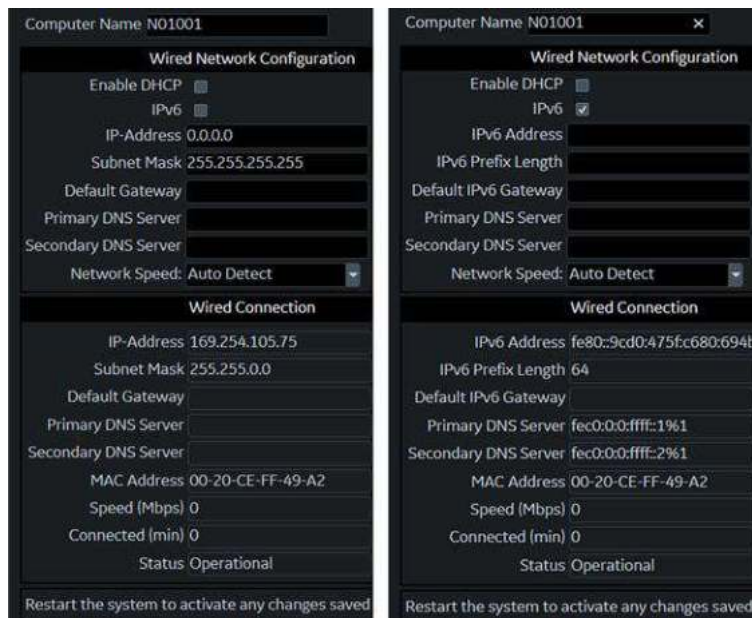 Computer Name N01001
Wired Network Configuration
Enable DHCP
IPv6
IP-Address 0.0.0.0
Subnet Mask 255.255.255.255
Default Gateway
Primary DNS Server
Secondary DNS Server
Network Speed: Auto Detect
Wired Connection
IP-Address 169.254.105.75
Subnet Mask 255.255.0.0
Default Gateway
Primary DNS Server
Secondary DNS Server
MAC Address 00-20-CE-FF-49-A2
Speed (Mbps) 0
Connected (min) 0
Status Operational
Restart the system to activate any changes saved
Computer Name N01001
Wired Network Configuration
Enable DHCP
IPv6
IPv6 Address
IPv6 Prefix Length
Default IPv6 Gateway
Primary DNS Server
Secondary DNS Server
Network Speed: Auto Detect
Wired Connection
IPv6 Address fe80::9cd0:475f:c680:694b
IPv6 Prefix Length 64
Default IPv6 Gateway
Primary DNS Server fec0:0:0:ffff::1%1
Secondary DNS Server fec0:0:0:ffff::2%1
MAC Address 00-20-CE-FF-49-A2
Speed (Mbps) 0
Connected (min) 0
Status Operational
Restart the system to activate any changes saved